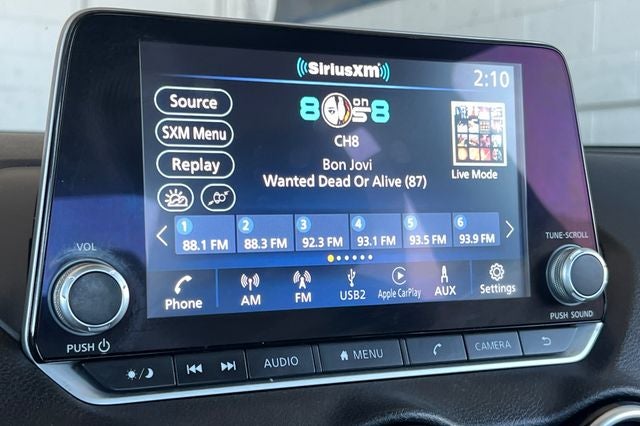 SiriusXM
2:10
Source
SXM Menu
Replay
8 on 8
CH8
Bon Jovi
Wanted Dead Or Alive (87)
Live Mode
1 2 3 4 5 6
88.1 FM 88.3 FM 92.3 FM 93.1 FM 93.5 FM 93.9 FM
Phone AM FM USB2 Apple CarPlay AUX Settings
VOL
PUSH
TUNE-SCROLL
PUSH SOUND
AUDIO MENU CAMERA